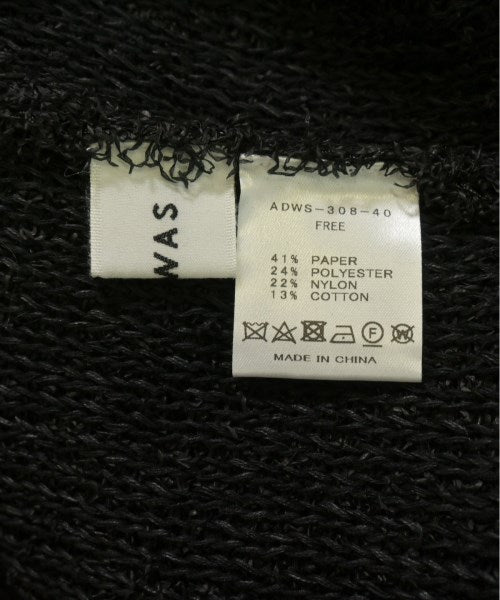 WAS
ADWS-308-40
FREE
41% PAPER
24% POLYESTER
22% NYLON
13% COTTON
F W
MADE IN CHINA